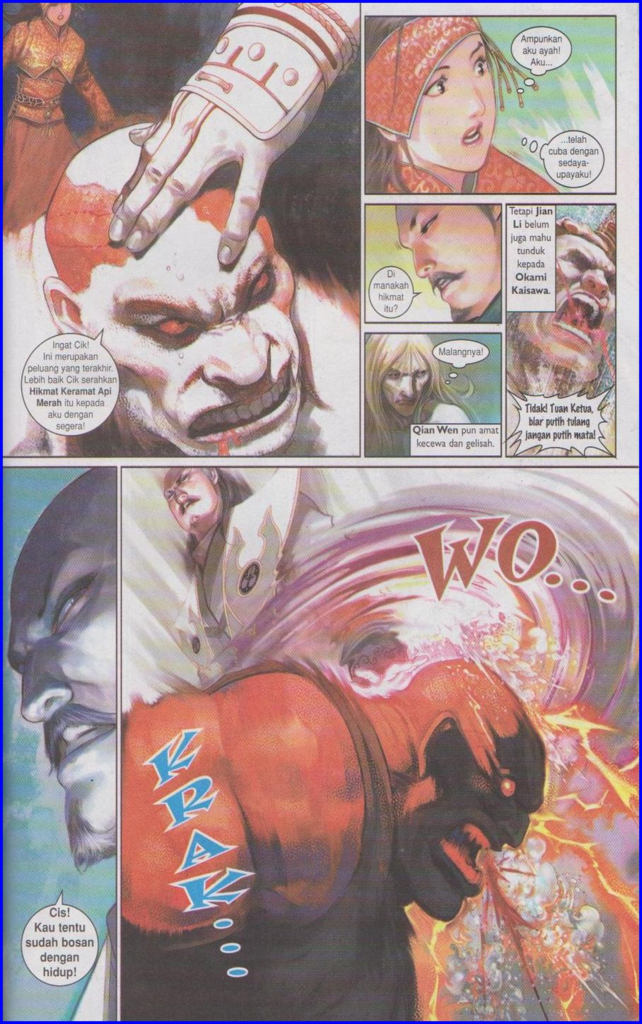 Ingat Cik!
Ini merupakan
peluang yang terakhir.
Lebih baik Cik serahkan
Hikmat Keramat Api
Merah itu kepada
aku dengan
segera!
Ampunkan
aku ayah!
Aku...
...telah
cuba dengan
sedaya-
upayaku!
Di
manakah
hikmat
itu?
Tetapi Jian
Li belum
juga mahu
tunduk
kepada
Okami
Kaisawa.
Malangnya!
Qian Wen pun amat
kecewa dan gelisah.
Tidak! Tuan Ketua,
biar putih tulang
jangan putih mata!
WO...
KRAK...
Cis!
Kau tentu
sudah bosan
dengan
hidup!